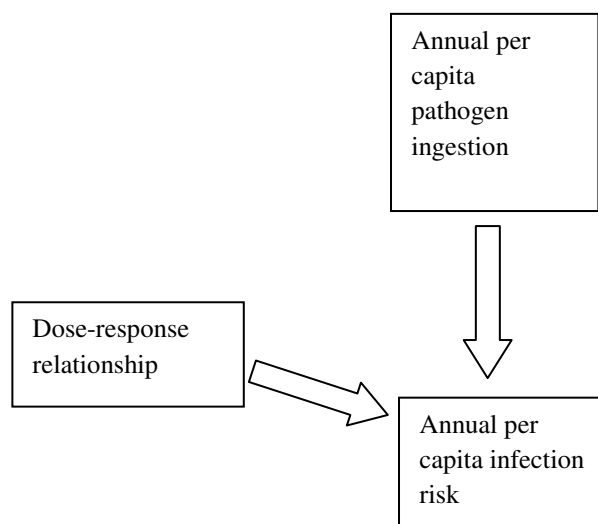 Annual per
capita
pathogen
ingestion
Dose-response
relationship
Annual per
capita infection
risk